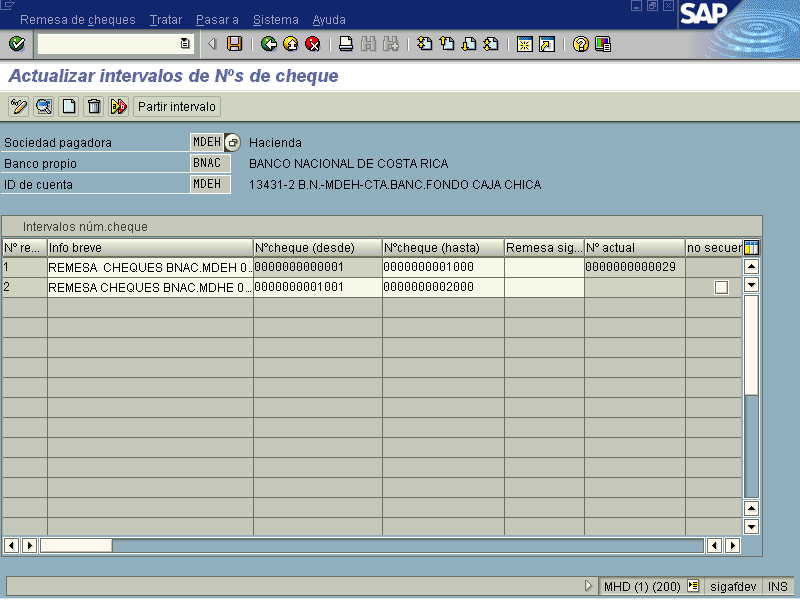 Remesa de cheques Tratar Pasar a Sistema Ayuda
SAP
Actualizar intervalos de Nºs de cheque
Partir intervalo
Sociedad pagadora MDEH Hacienda
Banco propio BNAC BANCO NACIONAL DE COSTA RICA
ID de cuenta MDEH 13431-2 B.N.-MDEH-CTA.BANC.FONDO CAJA CHICA
Intervalos núm.cheque
Nº re... Info breve Nºcheque (desde) Nºcheque (hasta) Remesa sig... Nº actual no secuen
1 REMESA CHEQUES BNAC.MDEH 0... 0000000000001 0000000001000 0000000000029
2 REMESA CHEQUES BNAC.MDHE 0... 0000000001001 0000000002000
MHD (1) (200) sigafdev INS